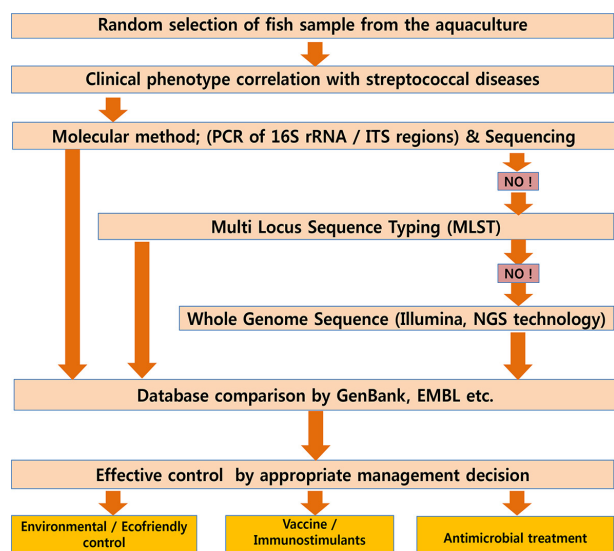 Random selection of fish sample from the aquaculture
Clinical phenotype correlation with streptococcal diseases
Molecular method; (PCR of 16S rRNA / ITS regions) & Sequencing
NO !
Multi Locus Sequence Typing (MLST)
NO !
Whole Genome Sequence (Illumina, NGS technology)
Database comparison by GenBank, EMBL etc.
Effective control by appropriate management decision
Environmental / Ecofriendly
control
Vaccine /
Immunostimulants
Antimicrobial treatment